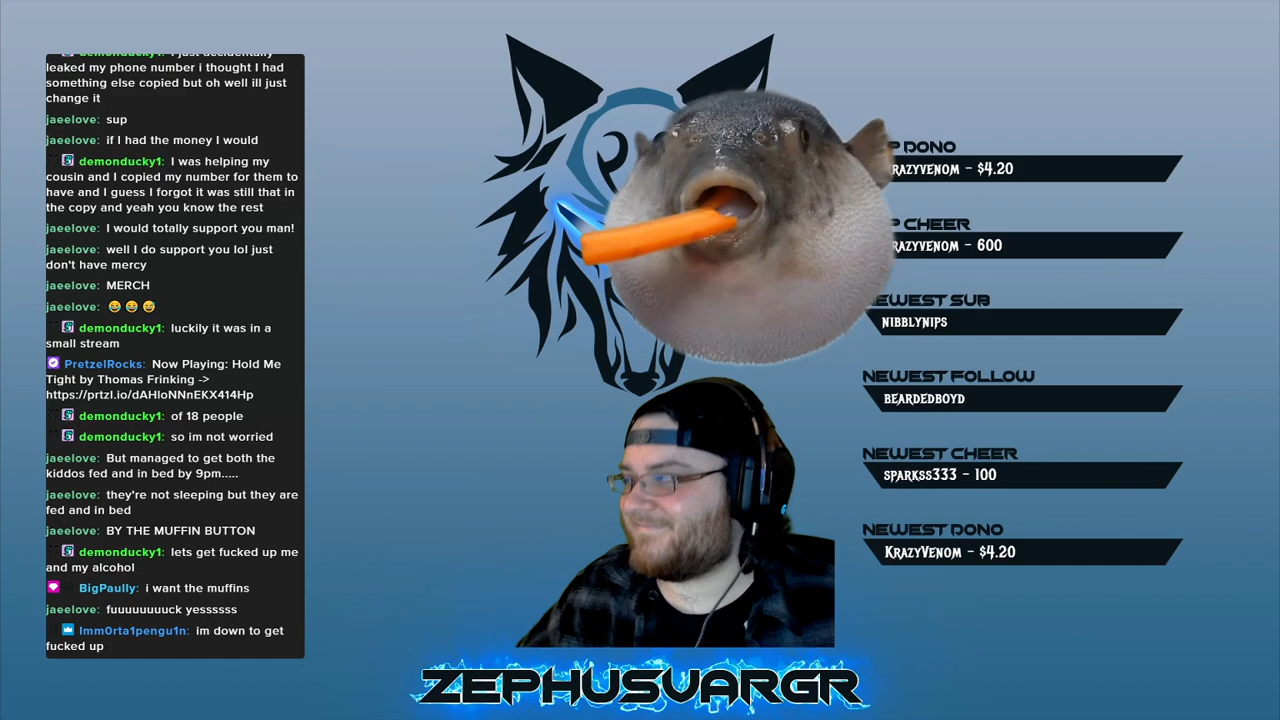 demonducky1: I just accidentally
leaked my phone number i thought I had
something else copied but oh well ill just
change it
jaeelove: sup
jaeelove: if I had the money I would
demonducky1: I was helping my
cousin and I copied my number for them to
have and I guess I forgot it was still that in
the copy and yeah you know the rest
jaeelove: I would totally support you man!
jaeelove: well I do support you lol just
don't have mercy
jaeelove: MERCH
jaeelove: 😂 😂 😅
demonducky1: luckily it was in a
small stream
PretzelRocks: Now Playing: Hold Me
Tight by Thomas Frinking ->
https://prtzl.io/dAHloNNnEKX414Hp
demonducky1: of 18 people
demonducky1: so im not worried
jaeelove: But managed to get both the
kiddos fed and in bed by 9pm.....
jaeelove: they're not sleeping but they are
fed and in bed
jaeelove: BY THE MUFFIN BUTTON
demonducky1: lets get fucked up me
and my alcohol
BigPaully: i want the muffins
jaeelove: fuuuuuuuuck yessssss
Imm0rta1pengu1n: im down to get
fucked up
P DONO
RAZYVENOM - $4.20
P CHEER
RAZYVENOM - 600
NEWEST SUB
NIBBLYNIPS
NEWEST FOLLOW
BEARDEDBOYD
NEWEST CHEER
SPARKSS333 - 100
NEWEST DONO
KRAZYVENOM - $4.20
ZEPHUSVARGR